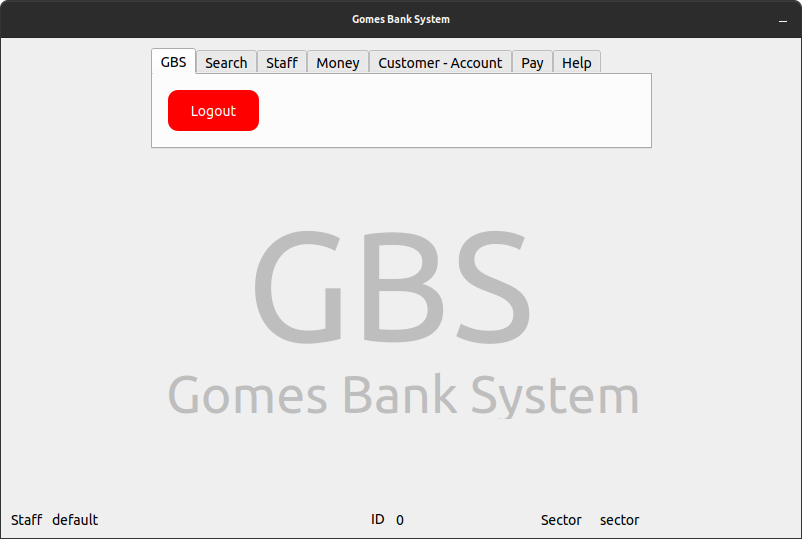 Gomes Bank System
GBS Search Staff Money Customer - Account Pay Help
Logout
GBS
Gomes Bank System
Staff default ID 0 Sector sector